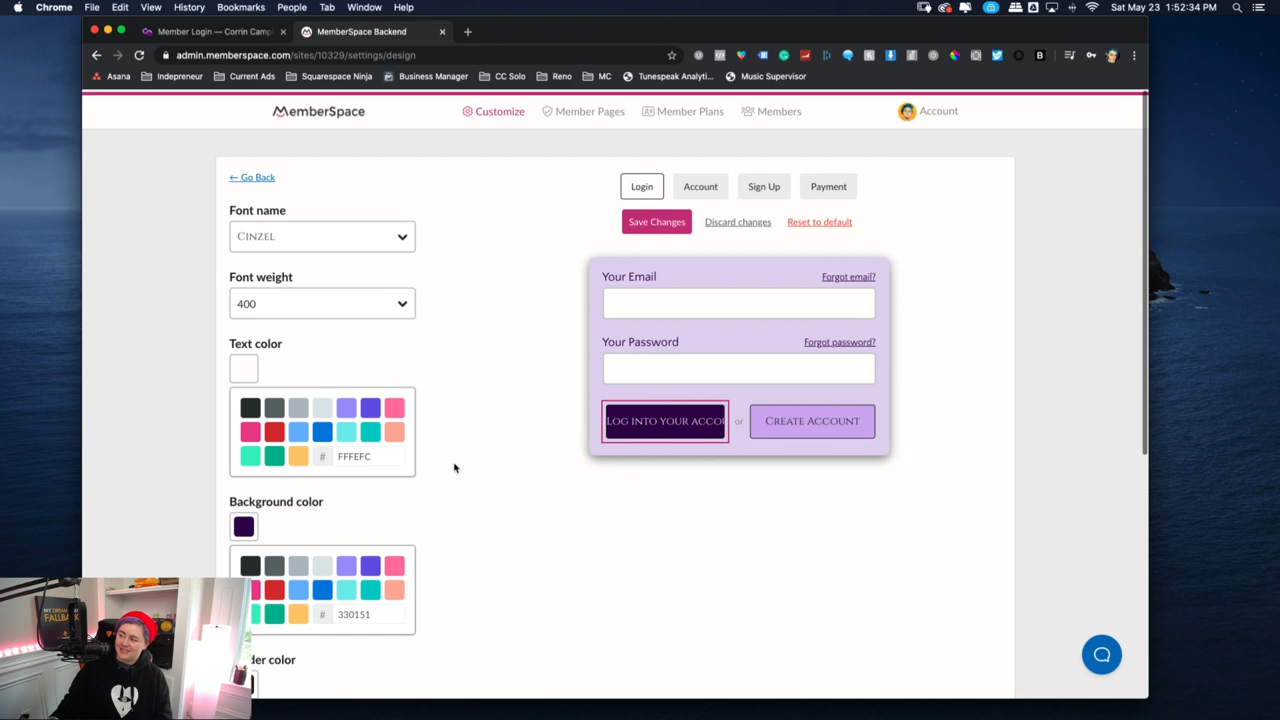 Chrome File Edit View History Bookmarks People Tab Window Help
Sat May 23 1:52:34 PM
Member Login — Corrin Camp
MemberSpace Backend
admin.memberspace.com/sites/10329/settings/design
Asana Indepreneur Current Ads Squarespace Ninja Business Manager CC Solo Reno MC Tunespeak Analyti... Music Supervisor
MemberSpace Customize Member Pages Member Plans Members Account
← Go Back
Login Account Sign Up Payment
Save Changes Discard changes Reset to default
Font name
Cinzel
Font weight
400
Text color
# FFFEFC
Background color
# 330151
der color
Your Email Forgot email?
Your Password Forgot password?
Log into your accou or Create Account
FALLBACK